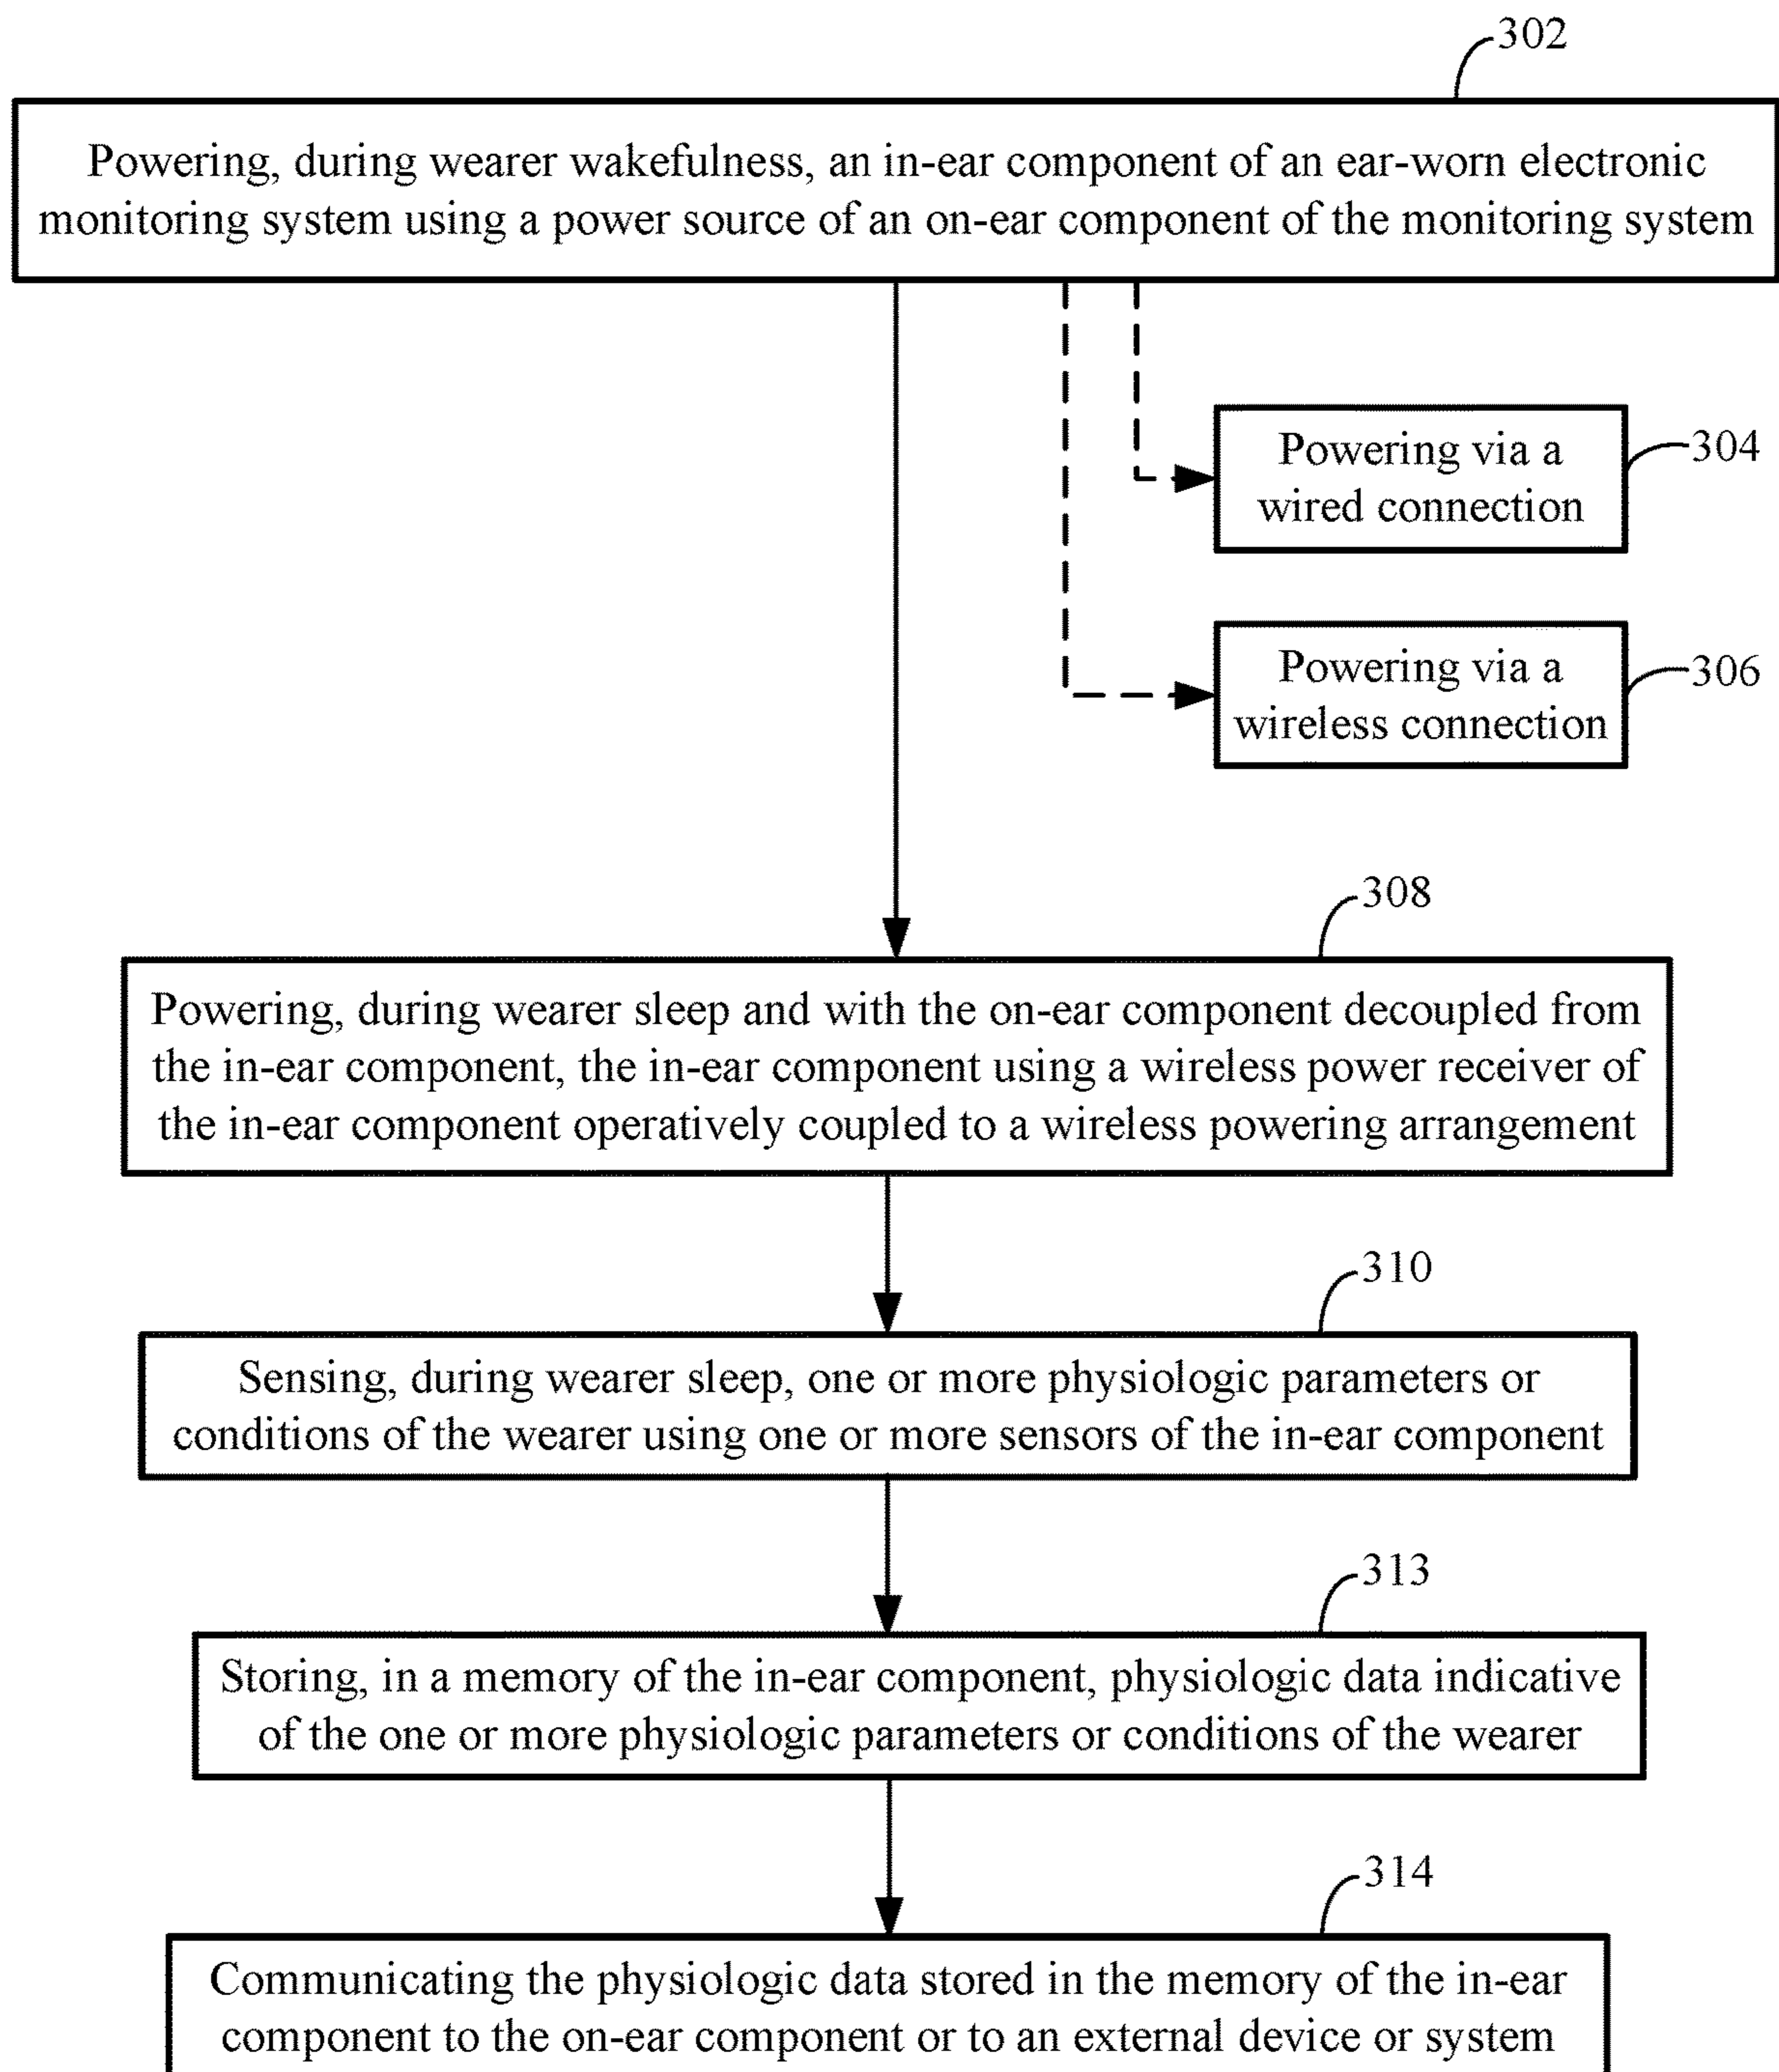 302
Powering, during wearer wakefulness, an in-ear component of an ear-worn electronic
monitoring system using a power source of an on-ear component of the monitoring system
Powering via a
wired connection
304
Powering via a
wireless connection
306
308
Powering, during wearer sleep and with the on-ear component decoupled from
the in-ear component, the in-ear component using a wireless power receiver of
the in-ear component operatively coupled to a wireless powering arrangement
310
Sensing, during wearer sleep, one or more physiologic parameters or
conditions of the wearer using one or more sensors of the in-ear component
313
Storing, in a memory of the in-ear component, physiologic data indicative
of the one or more physiologic parameters or conditions of the wearer
314
Communicating the physiologic data stored in the memory of the in-ear
component to the on-ear component or to an external device or system